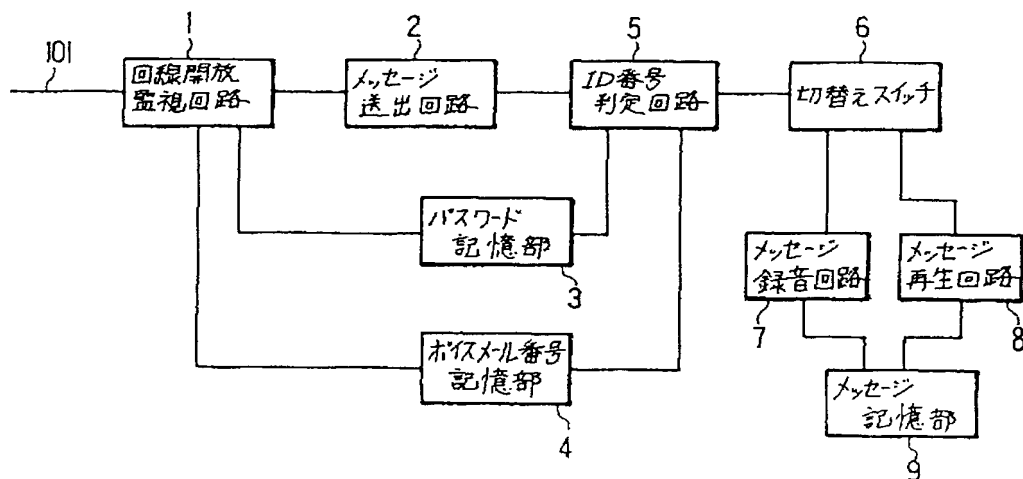 101
1
回線開放
監視回路
2
メッセージ
送出回路
5
ID番号
判定回路
6
切替えスイッチ
パスワード
記憶部
3
メッセージ
録音回路
7
メッセージ
再生回路
8
ボイスメール番号
記憶部
4
メッセージ
記憶部
9